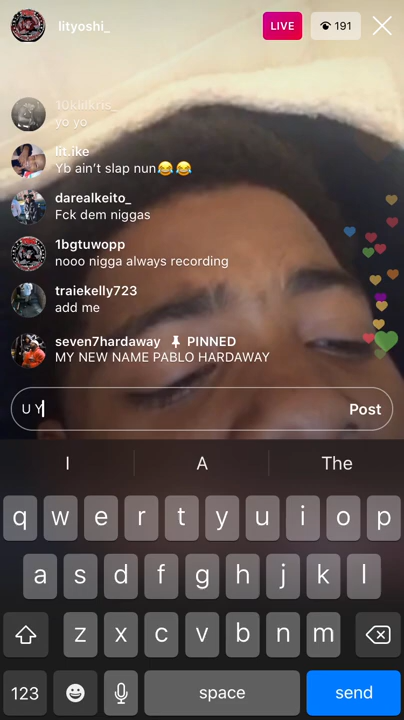 lityoshi_
LIVE
191
10klilkris_
yo yo
lit.ike
Yb ain't slap nun😂😂
darealkeito_
Fck dem niggas
1bgtuwopp
nooo nigga always recording
traiekelly723
add me
seven7hardaway PINNED
MY NEW NAME PABLO HARDAWAY
U Y
Post
I A The
q w e r t y u i o p
a s d f g h j k l
z x c v b n m
123 space send